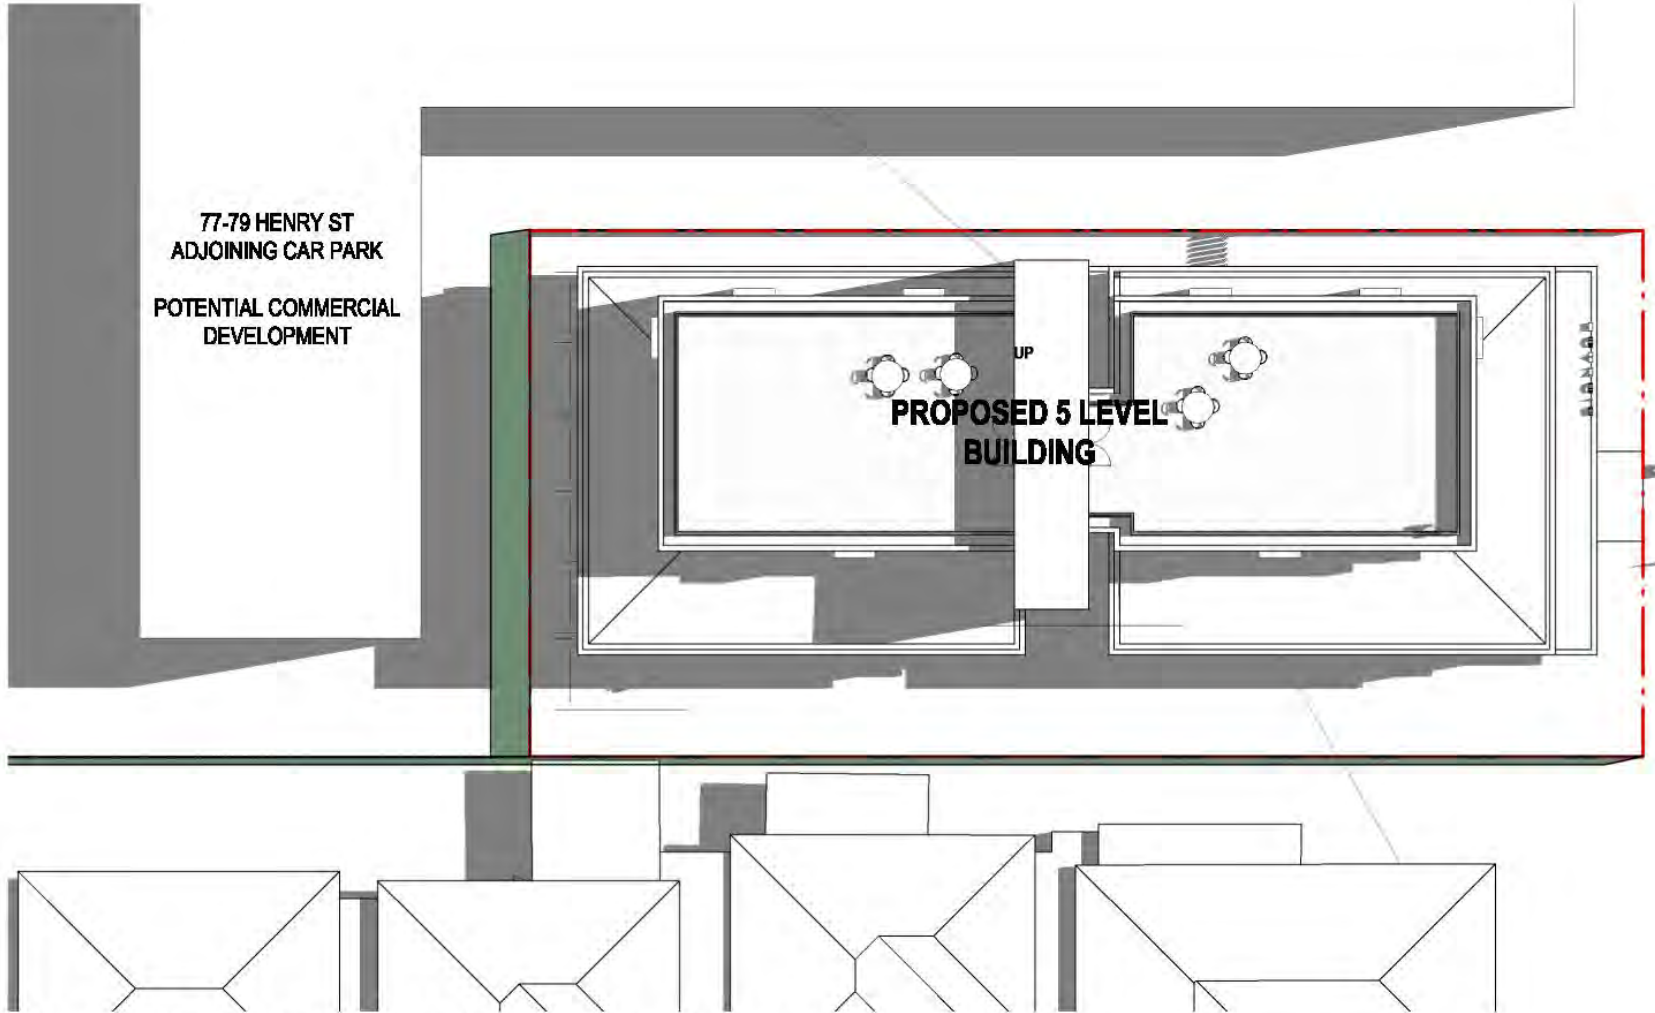 77-79 HENRY ST
ADJOINING CAR PARK
POTENTIAL COMMERCIAL
DEVELOPMENT
UP
PROPOSED 5 LEVEL
BUILDING